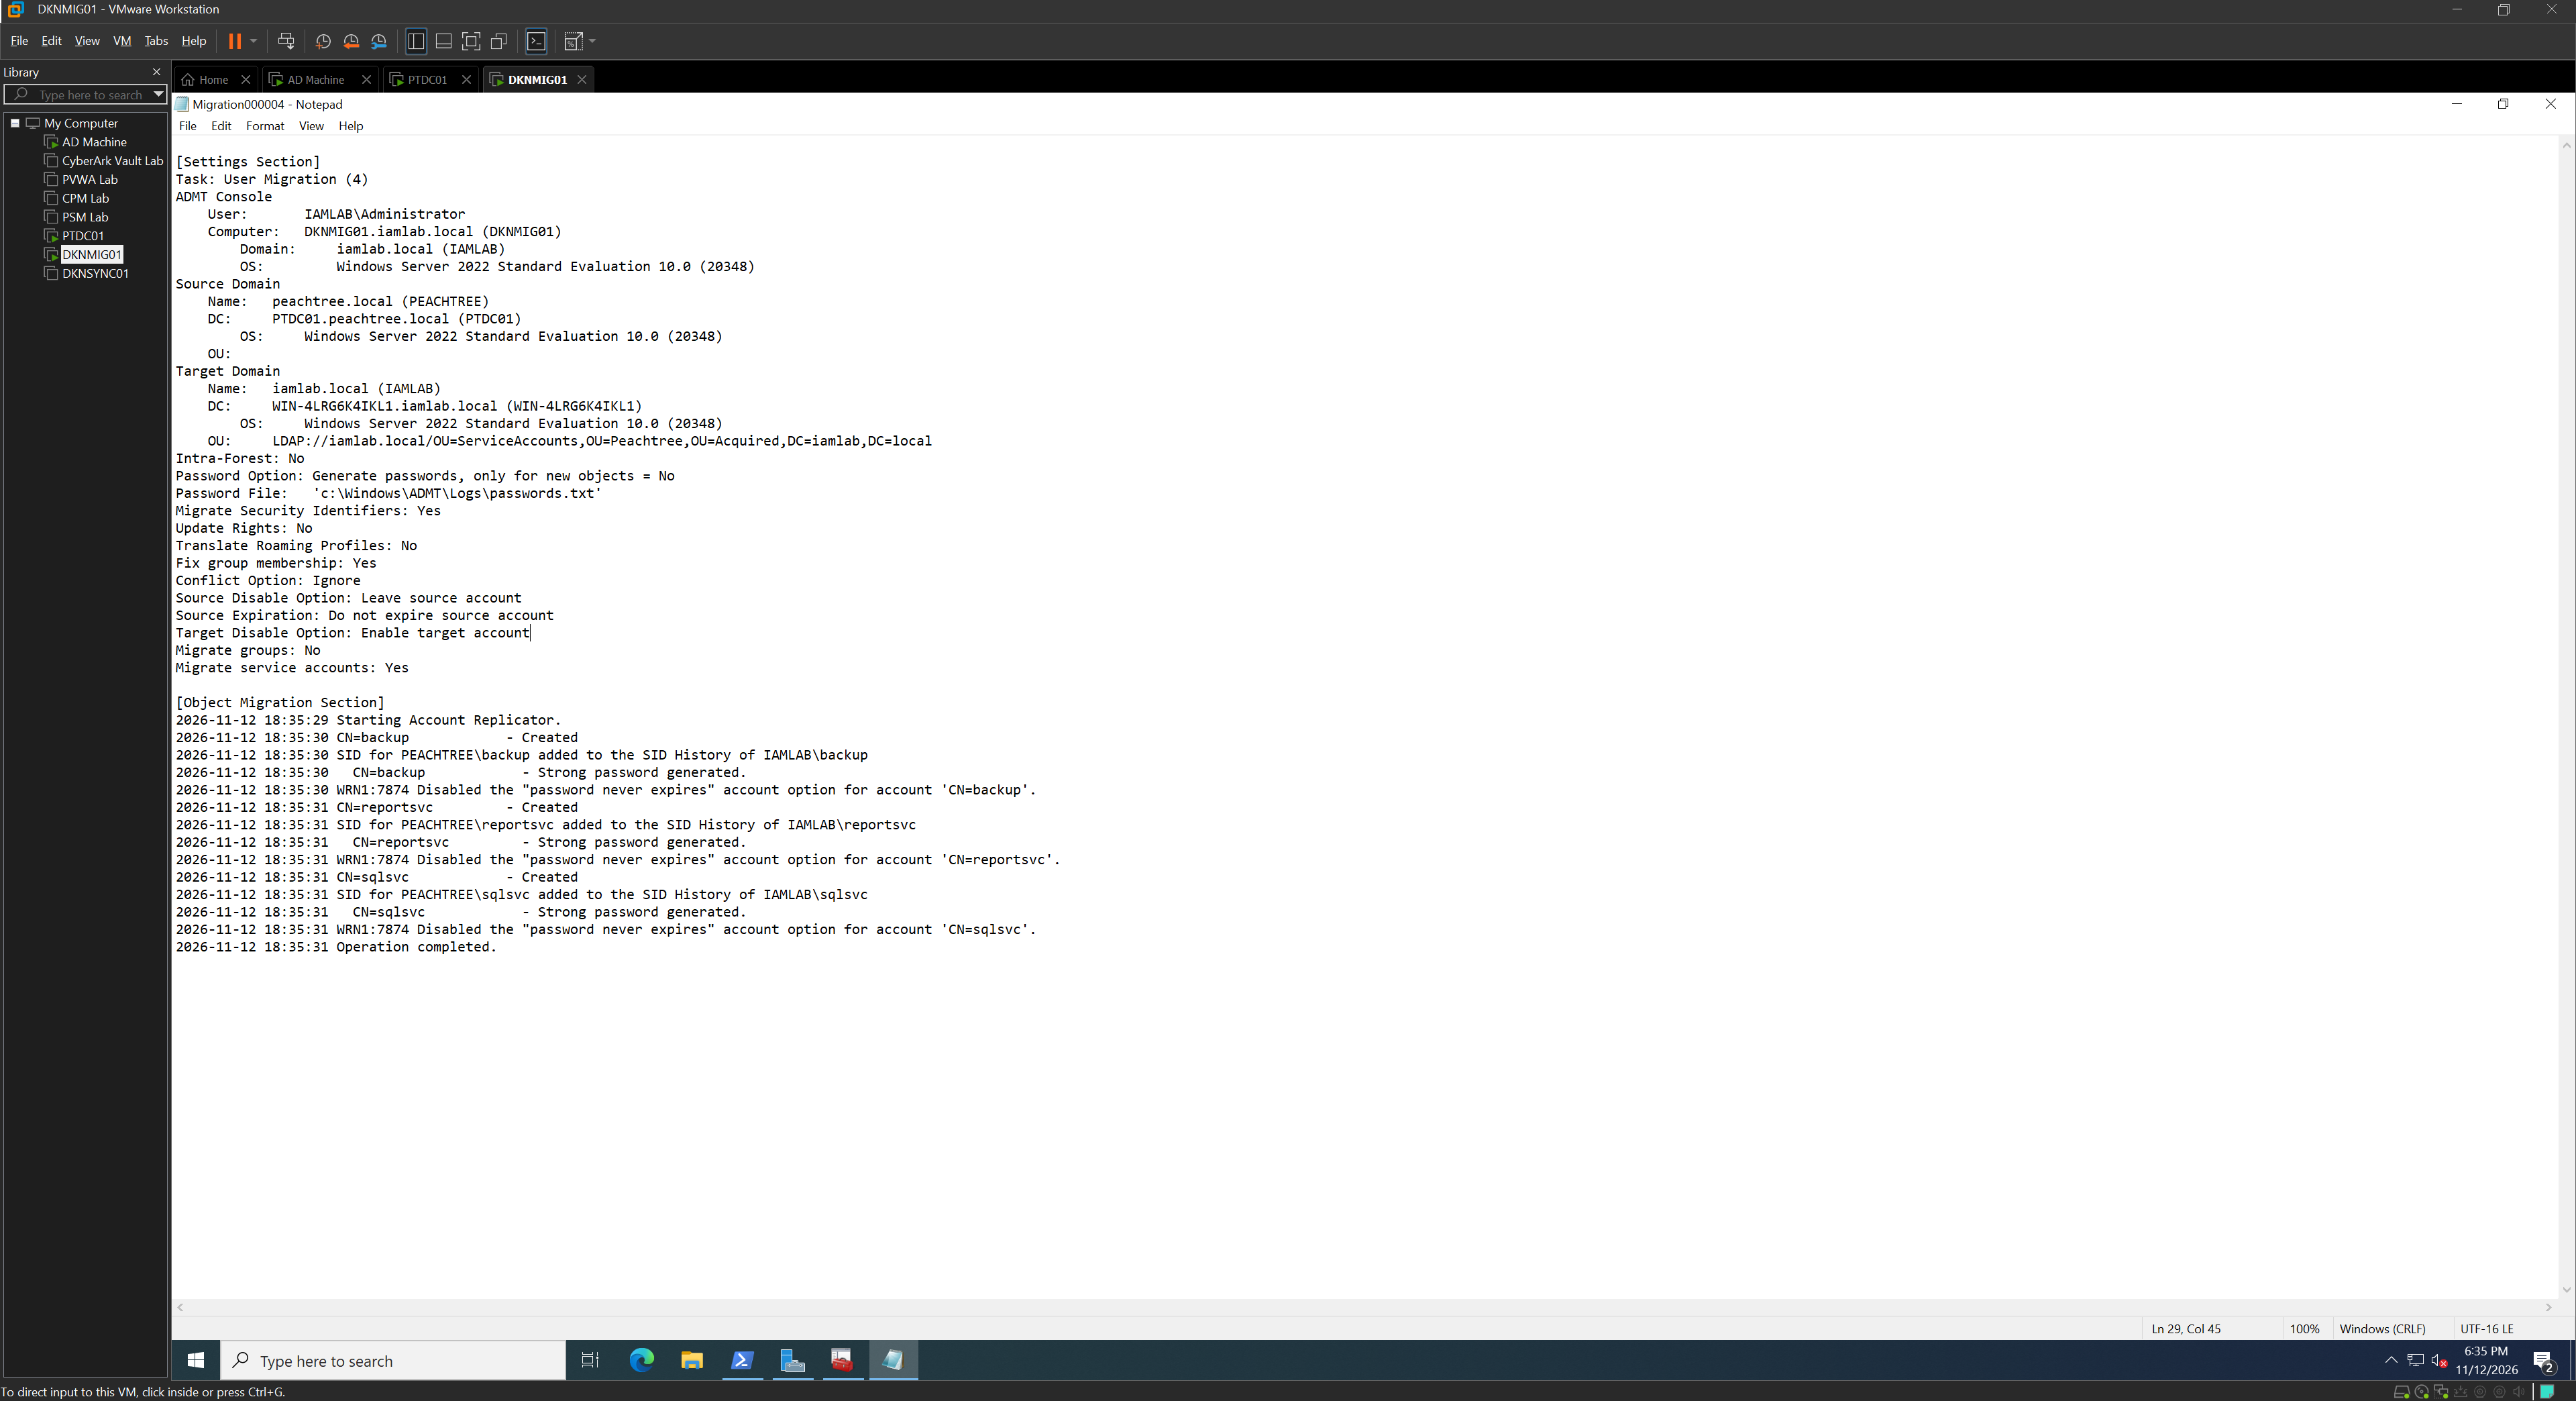 DKNMIG01 - VMware Workstation
File Edit View VM Tabs Help
Library
Type here to search
My Computer
AD Machine
CyberArk Vault Lab
PVWA Lab
CPM Lab
PSM Lab
PTDC01
DKNMIG01
DKNSYNC01
Home AD Machine PTDC01 DKNMIG01
Migration000004 - Notepad
File Edit Format View Help
[Settings Section]
Task: User Migration (4)
ADMT Console
User: IAMLAB\Administrator
Computer: DKNMIG01.iamlab.local (DKNMIG01)
Domain: iamlab.local (IAMLAB)
OS: Windows Server 2022 Standard Evaluation 10.0 (20348)
Source Domain
Name: peachtree.local (PEACHTREE)
DC: PTDC01.peachtree.local (PTDC01)
OS: Windows Server 2022 Standard Evaluation 10.0 (20348)
OU:
Target Domain
Name: iamlab.local (IAMLAB)
DC: WIN-4LRG6K4IKL1.iamlab.local (WIN-4LRG6K4IKL1)
OS: Windows Server 2022 Standard Evaluation 10.0 (20348)
OU: LDAP://iamlab.local/OU=ServiceAccounts,OU=Peachtree,OU=Acquired,DC=iamlab,DC=local
Intra-Forest: No
Password Option: Generate passwords, only for new objects = No
Password File: 'c:\Windows\ADMT\Logs\passwords.txt'
Migrate Security Identifiers: Yes
Update Rights: No
Translate Roaming Profiles: No
Fix group membership: Yes
Conflict Option: Ignore
Source Disable Option: Leave source account
Source Expiration: Do not expire source account
Target Disable Option: Enable target account
Migrate groups: No
Migrate service accounts: Yes
[Object Migration Section]
2026-11-12 18:35:29 Starting Account Replicator.
2026-11-12 18:35:30 CN=backup - Created
2026-11-12 18:35:30 SID for PEACHTREE\backup added to the SID History of IAMLAB\backup
2026-11-12 18:35:30 CN=backup - Strong password generated.
2026-11-12 18:35:30 WRN1:7874 Disabled the "password never expires" account option for account 'CN=backup'.
2026-11-12 18:35:31 CN=reportsvc - Created
2026-11-12 18:35:31 SID for PEACHTREE\reportsvc added to the SID History of IAMLAB\reportsvc
2026-11-12 18:35:31 CN=reportsvc - Strong password generated.
2026-11-12 18:35:31 WRN1:7874 Disabled the "password never expires" account option for account 'CN=reportsvc'.
2026-11-12 18:35:31 CN=sqlsvc - Created
2026-11-12 18:35:31 SID for PEACHTREE\sqlsvc added to the SID History of IAMLAB\sqlsvc
2026-11-12 18:35:31 CN=sqlsvc - Strong password generated.
2026-11-12 18:35:31 WRN1:7874 Disabled the "password never expires" account option for account 'CN=sqlsvc'.
2026-11-12 18:35:31 Operation completed.
Ln 29, Col 45 100% Windows (CRLF) UTF-16 LE
Type here to search
6:35 PM
11/12/2026
2
To direct input to this VM, click inside or press Ctrl+G.